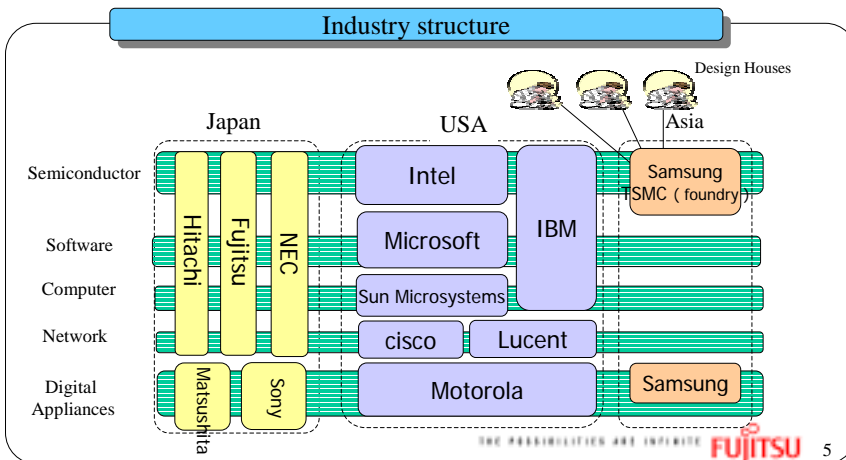 Industry structure
Design Houses
Japan
USA
Asia
Semiconductor
Software
Computer
Network
Digital
Appliances
Hitachi
Fujitsu
NEC
Matsushita
Sony
Intel
Microsoft
Sun Microsystems
IBM
cisco
Lucent
Motorola
Samsung
TSMC ( foundry )
Samsung
THE POSSIBILITIES ARE INFINITE
FUJITSU
5